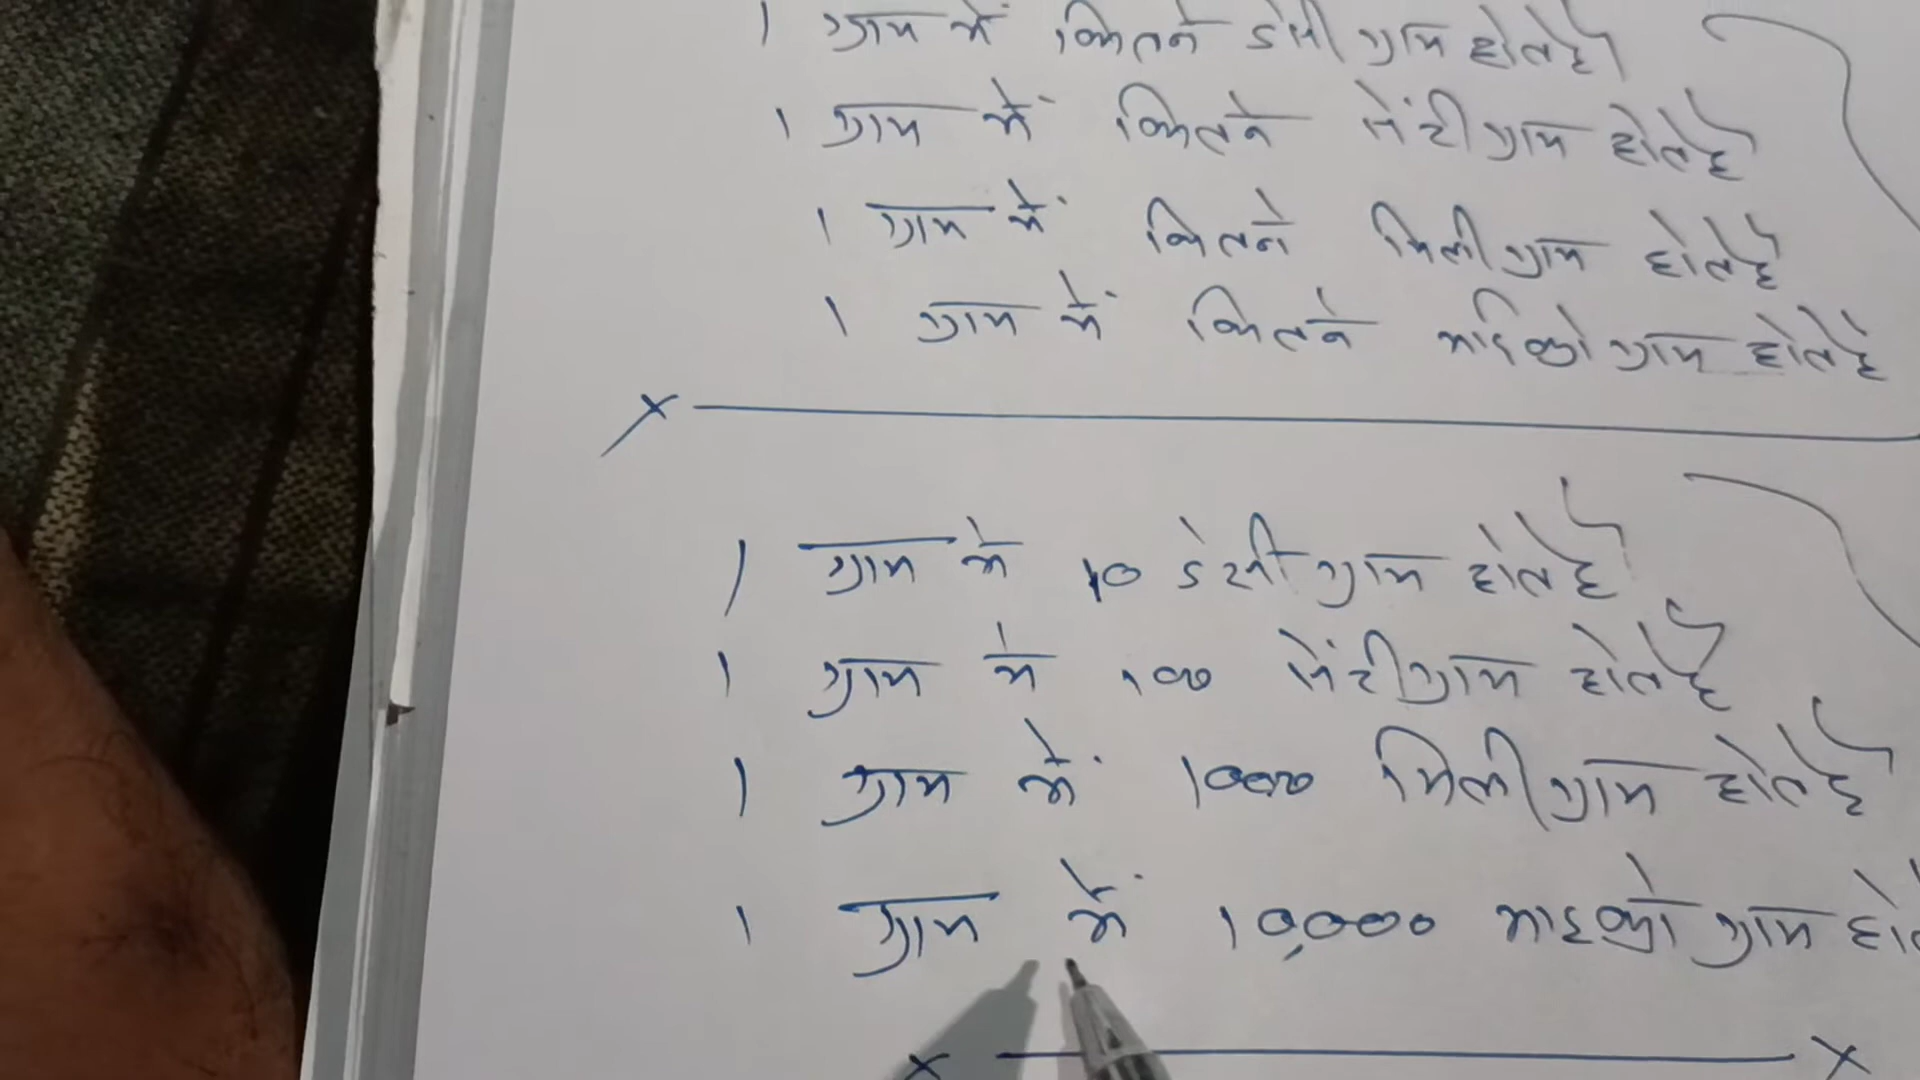 1 ग्राम में कितने डेसी ग्राम होते है
1 ग्राम में कितने सेंटी ग्राम होते है
1 ग्राम में कितने मिली ग्राम होते है
1 ग्राम में कितने माइक्रो ग्राम होते है
1 ग्राम मे 10 डेसी ग्राम होते है
1 ग्राम मे 100 सेंटीग्राम होते है
1 ग्राम में 1000 मिली ग्राम होते है
1 ग्राम में 10,000 माइक्रो ग्राम